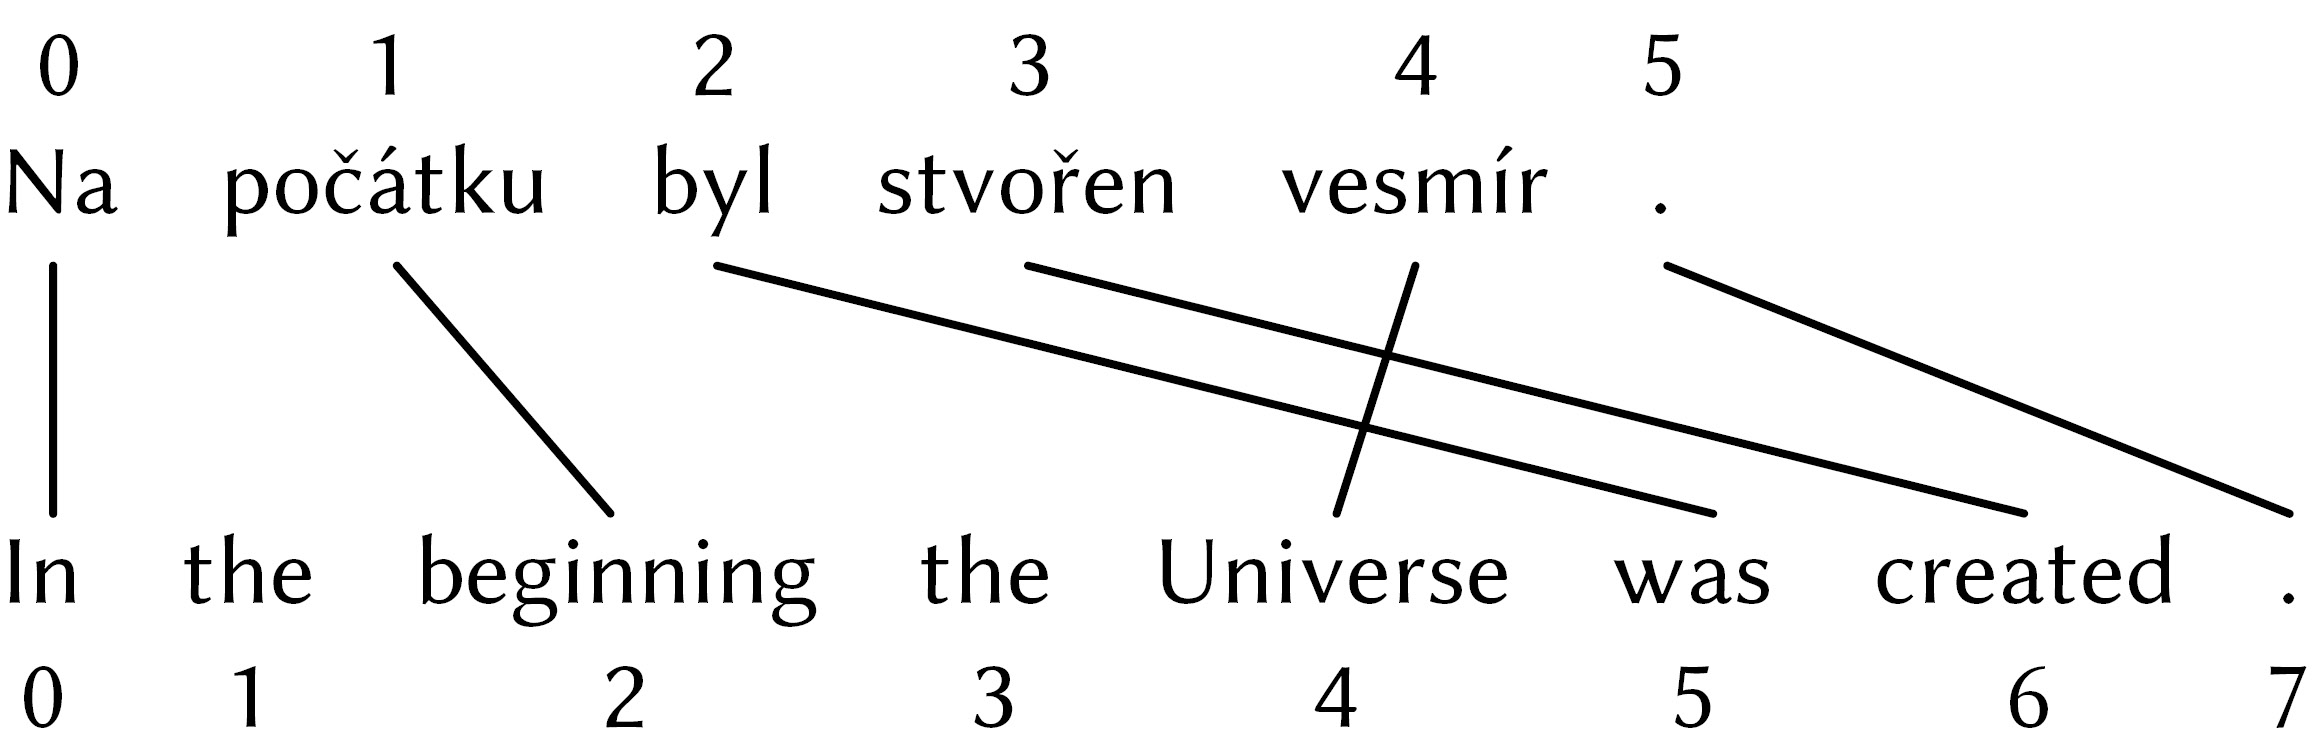 0 1 2 3 4 5
Na počátku byl stvořen vesmír .
In the beginning the Universe was created .
0 1 2 3 4 5 6 7